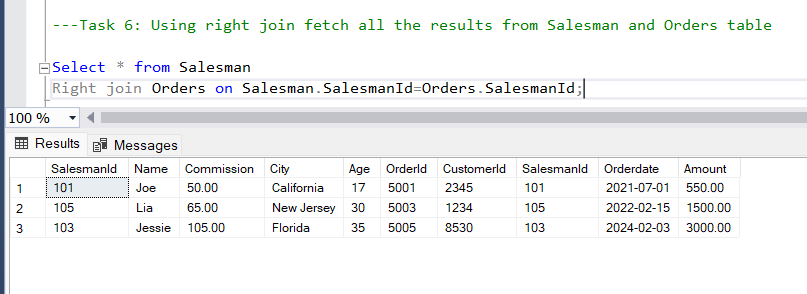 ---Task 6: Using right join fetch all the results from Salesman and Orders table
Select * from Salesman
Right join Orders on Salesman.SalesmanId=Orders.SalesmanId;
100 %
Results Messages
SalesmanId Name Commission City Age OrderId CustomerId SalesmanId Orderdate Amount
1 101 Joe 50.00 California 17 5001 2345 101 2021-07-01 550.00
2 105 Lia 65.00 New Jersey 30 5003 1234 105 2022-02-15 1500.00
3 103 Jessie 105.00 Florida 35 5005 8530 103 2024-02-03 3000.00